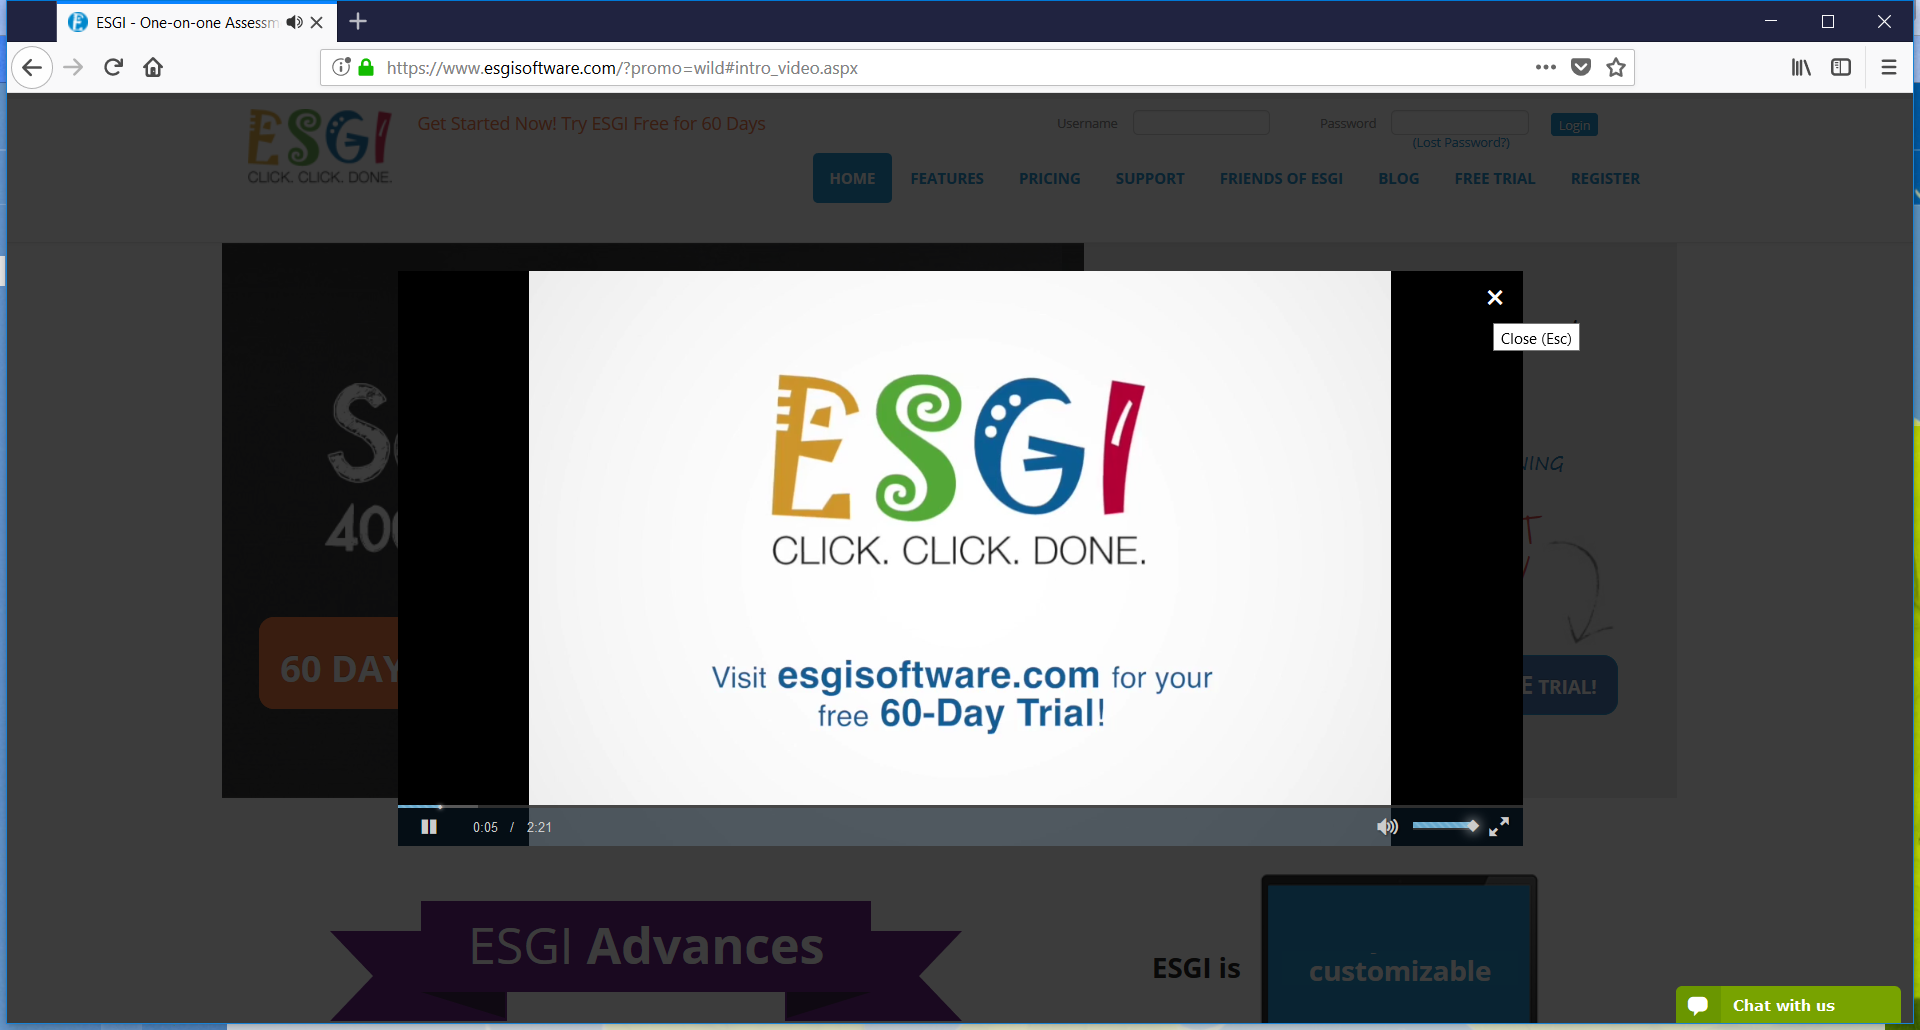 ESGI - One-on-one Assessm
https://www.esgisoftware.com/?promo=wild#intro_video.aspx
ESGI
CLICK. CLICK. DONE.
Get Started Now! Try ESGI Free for 60 Days
Username
Password
Login
(Lost Password?)
HOME FEATURES PRICING SUPPORT FRIENDS OF ESGI BLOG FREE TRIAL REGISTER
Close (Esc)
ESGI
CLICK. CLICK. DONE.
Visit esgisoftware.com for your
free 60-Day Trial!
60 DAY
TRIAL!
0:05 / 2:21
ESGI Advances
ESGI is
customizable
Chat with us